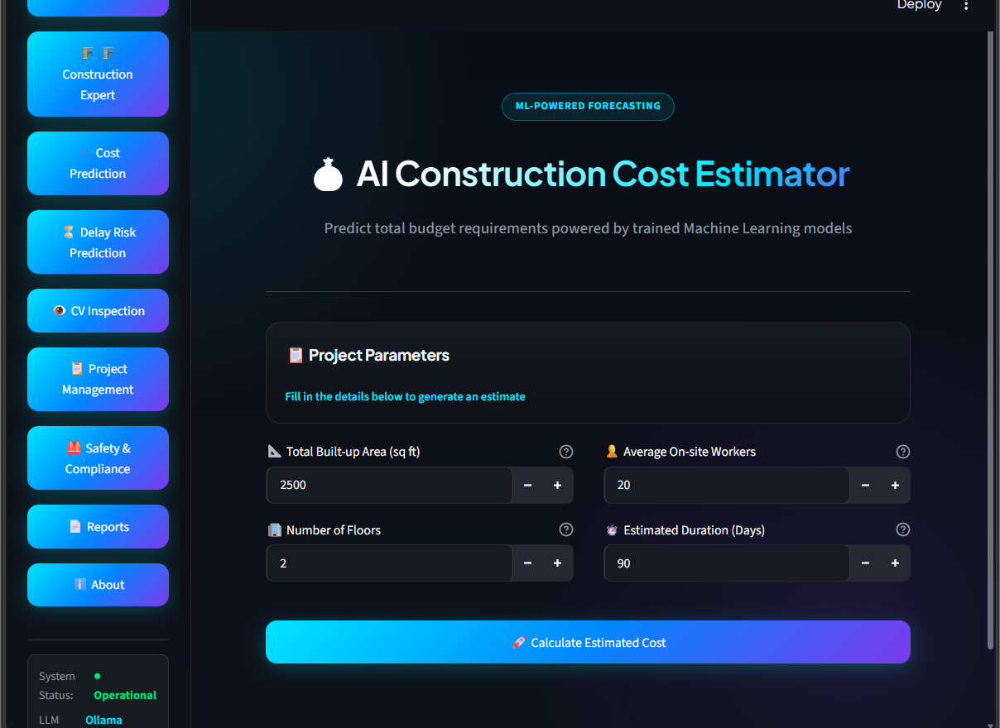 Deploy
Construction
Expert
Cost
Prediction
Delay Risk
Prediction
CV Inspection
Project
Management
Safety &
Compliance
Reports
About
System
Status:
Operational
LLM
Ollama
ML-POWERED FORECASTING
AI Construction Cost Estimator
Predict total budget requirements powered by trained Machine Learning models
Project Parameters
Fill in the details below to generate an estimate
Total Built-up Area (sq ft)
2500
Average On-site Workers
20
Number of Floors
2
Estimated Duration (Days)
90
Calculate Estimated Cost